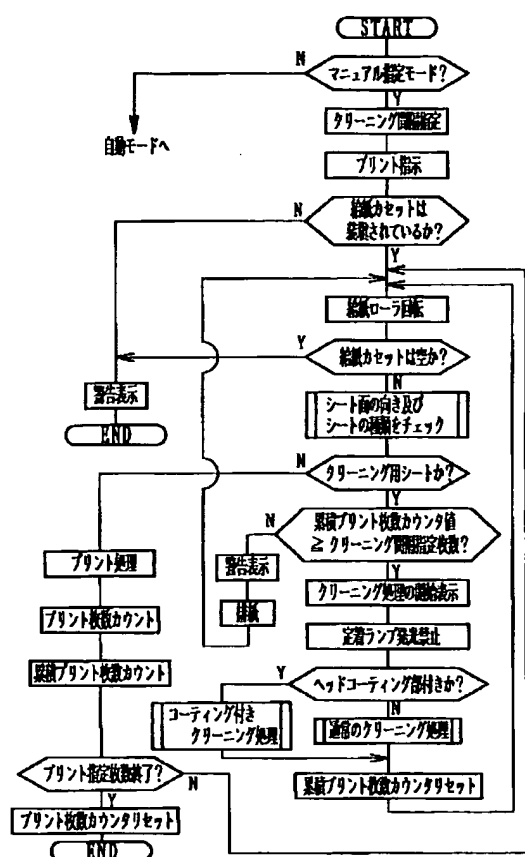 START
N
マニュアル指定モード?
Y
クリーニング間隔指定
自動モードへ
プリント指示
N
給紙カセットは
装着されているか?
Y
給紙ローラ回転
Y
給紙カセットは空か?
N
警告表示
END
シート面の向き及び
シートの種類をチェック
N
クリーニング用シートか?
Y
N
累積プリント枚数カウンタ値
≧ クリーニング間隔指定枚数?
Y
プリント処理
警告表示
クリーニング処理の開始表示
プリント枚数カウント
排紙
定着ランプ発光禁止
累積プリント枚数カウント
Y
ヘッドコーティング部付きか?
N
コーティング付き
クリーニング処理
通常のクリーニング処理
プリント指定枚数終了?
N
累積プリント枚数カウンタリセット
Y
プリント枚数カウンタリセット
END